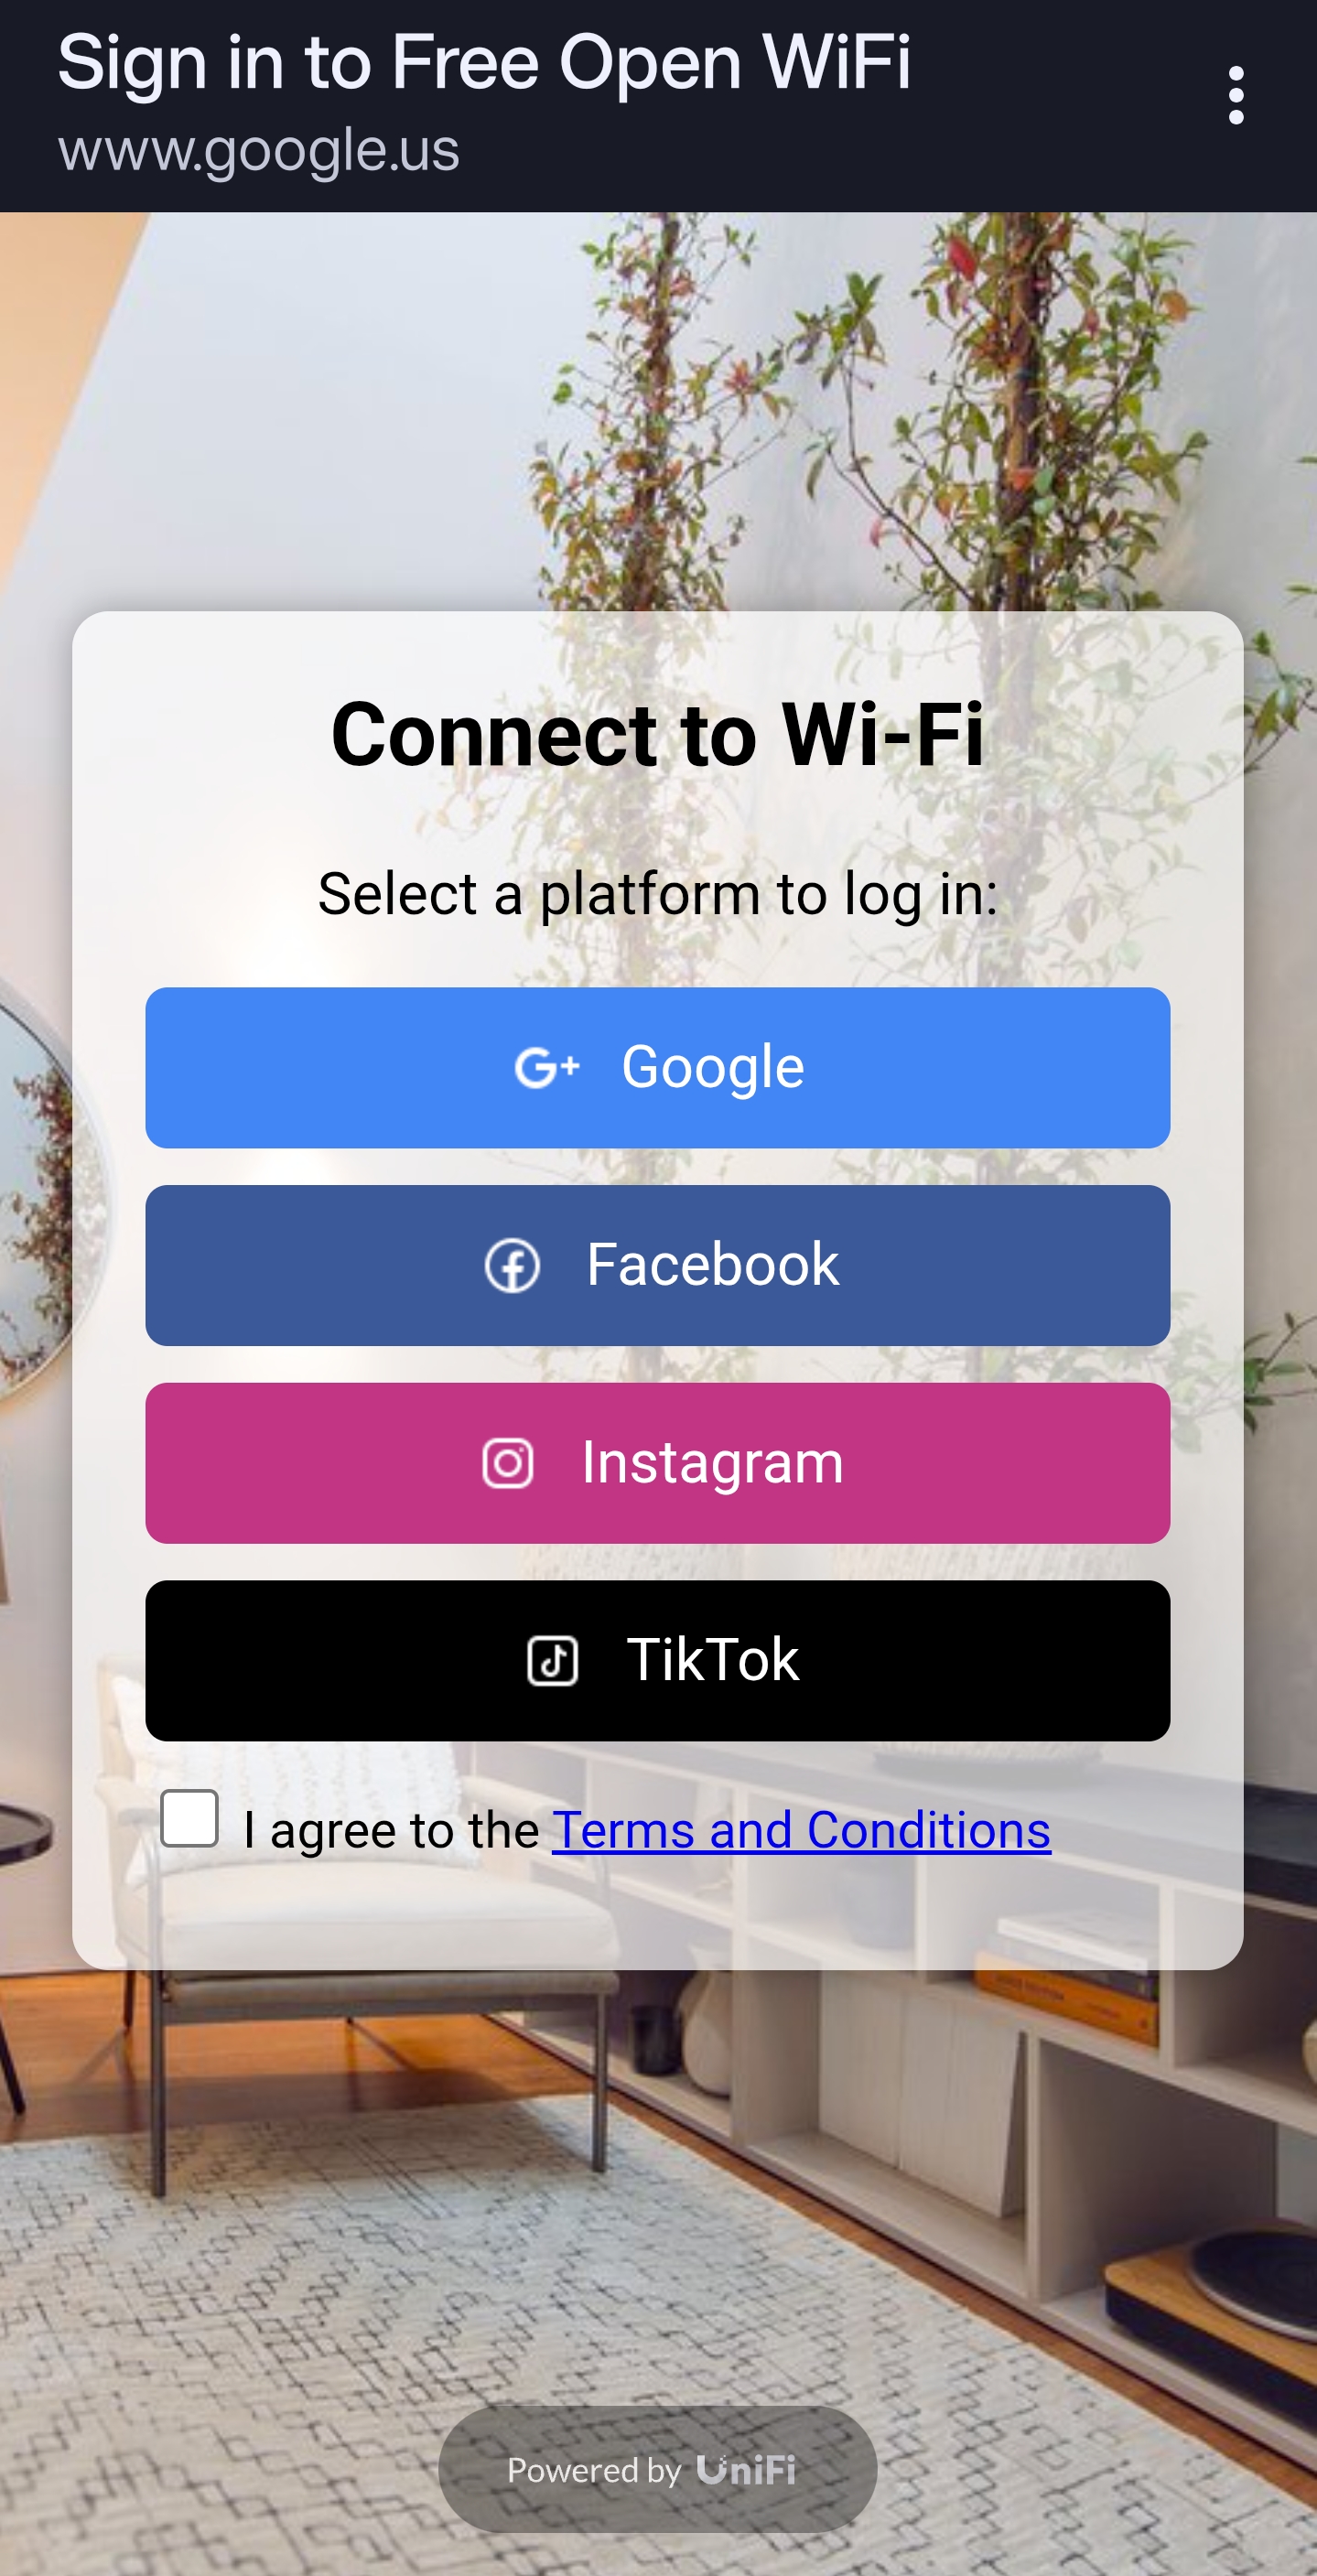 Sign in to Free Open WiFi
www.google.us
Connect to Wi-Fi
Select a platform to log in:
G+ Google
Facebook
Instagram
TikTok
I agree to the Terms and Conditions
Powered by UniFi